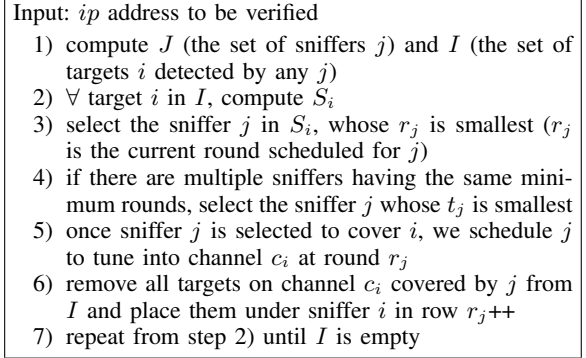 Input: ip address to be verified
1) compute J (the set of sniffers j) and I (the set of
targets i detected by any j)
2) ∀ target i in I, compute S_i
3) select the sniffer j in S_i, whose r_j is smallest (r_j
is the current round scheduled for j)
4) if there are multiple sniffers having the same mini-
mum rounds, select the sniffer j whose t_j is smallest
5) once sniffer j is selected to cover i, we schedule j
to tune into channel c_i at round r_j
6) remove all targets on channel c_i covered by j from
I and place them under sniffer i in row r_j++
7) repeat from step 2) until I is empty